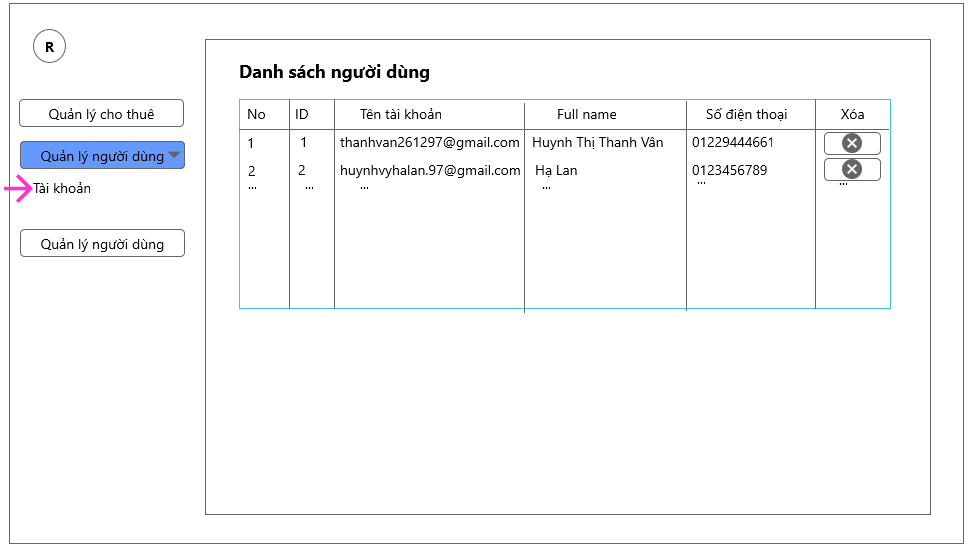 R
Quản lý cho thuê
Quản lý người dùng
Tài khoản
Quản lý người dùng
Danh sách người dùng
No ID Tên tài khoản Full name Số điện thoại Xóa
1 1 thanhvan261297@gmail.com Huynh Thị Thanh Vân 01229444661
2 2 huynhvyhalan.97@gmail.com Hạ Lan 0123456789
... ... ... ... ... ...